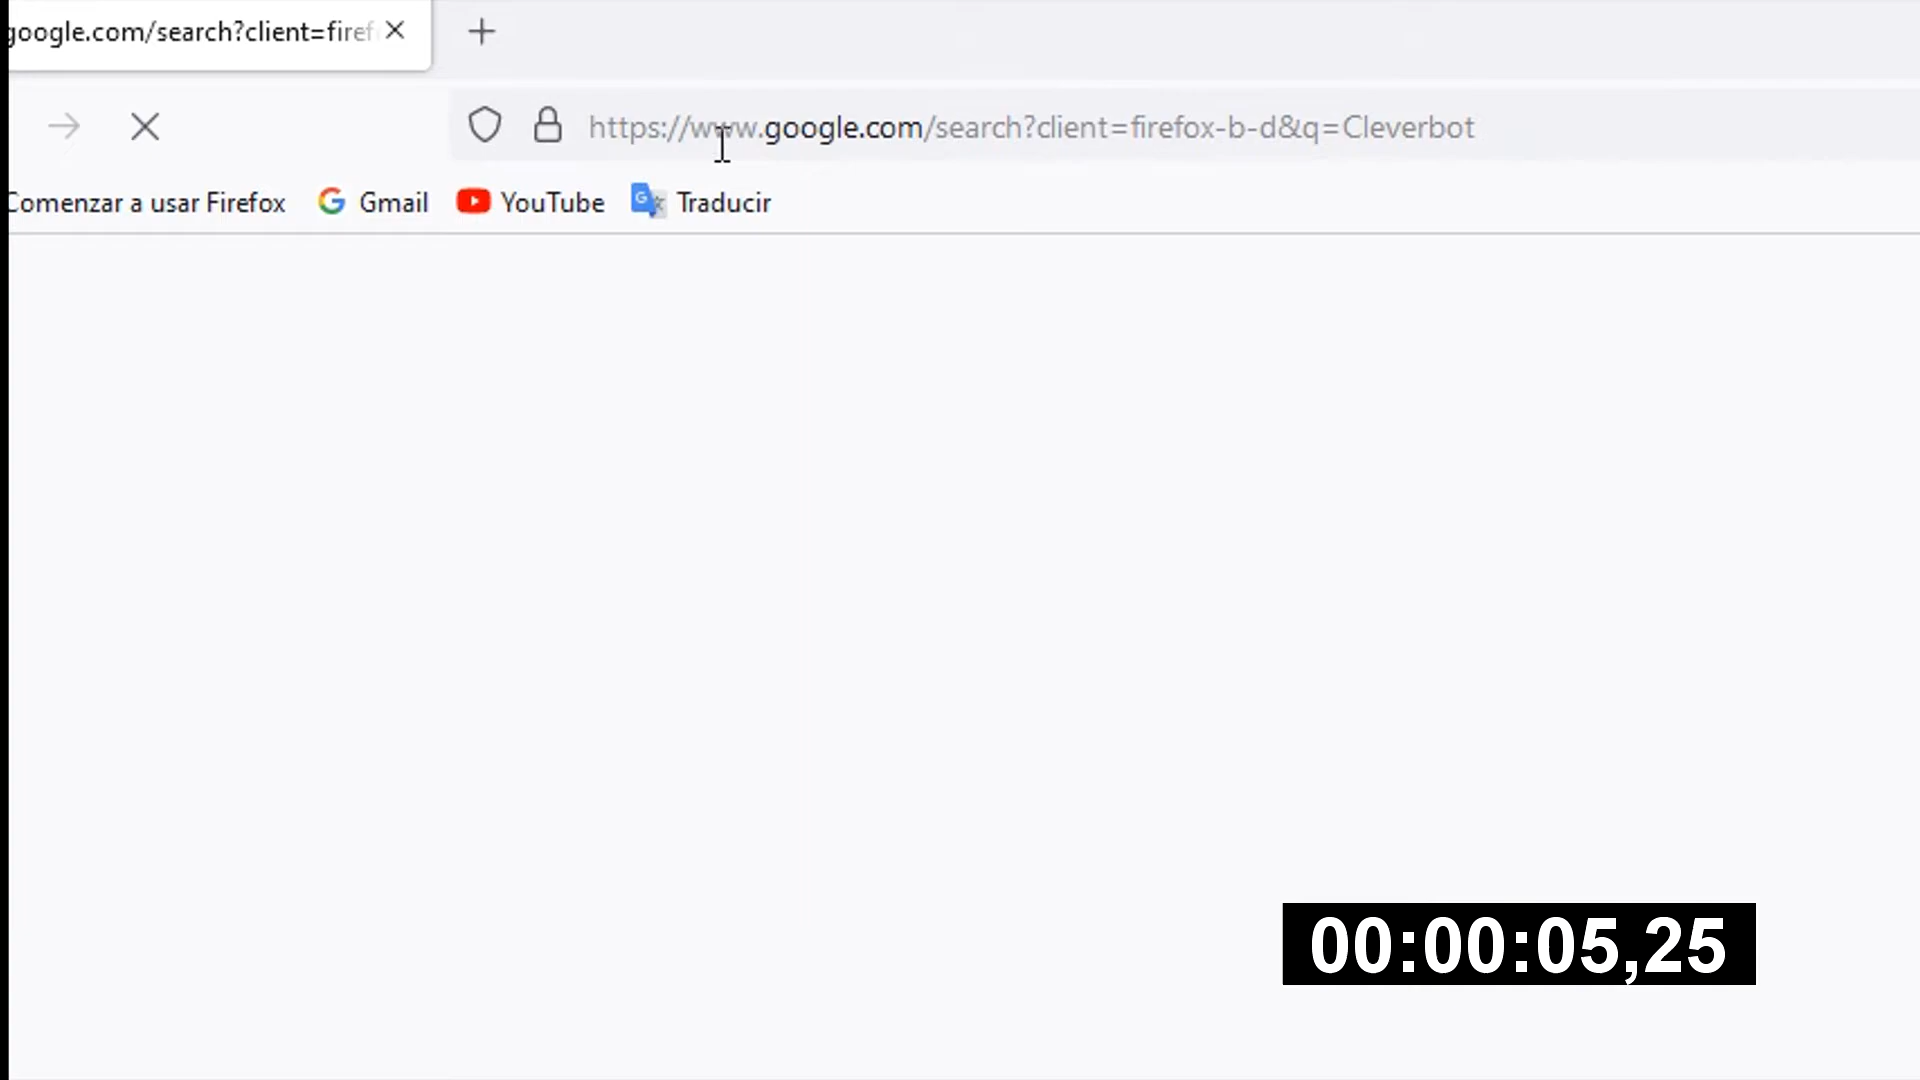 google.com/search?client=firef
https://www.google.com/search?client=firefox-b-d&q=Cleverbot
Comenzar a usar Firefox Gmail YouTube Traducir
00:00:05,25